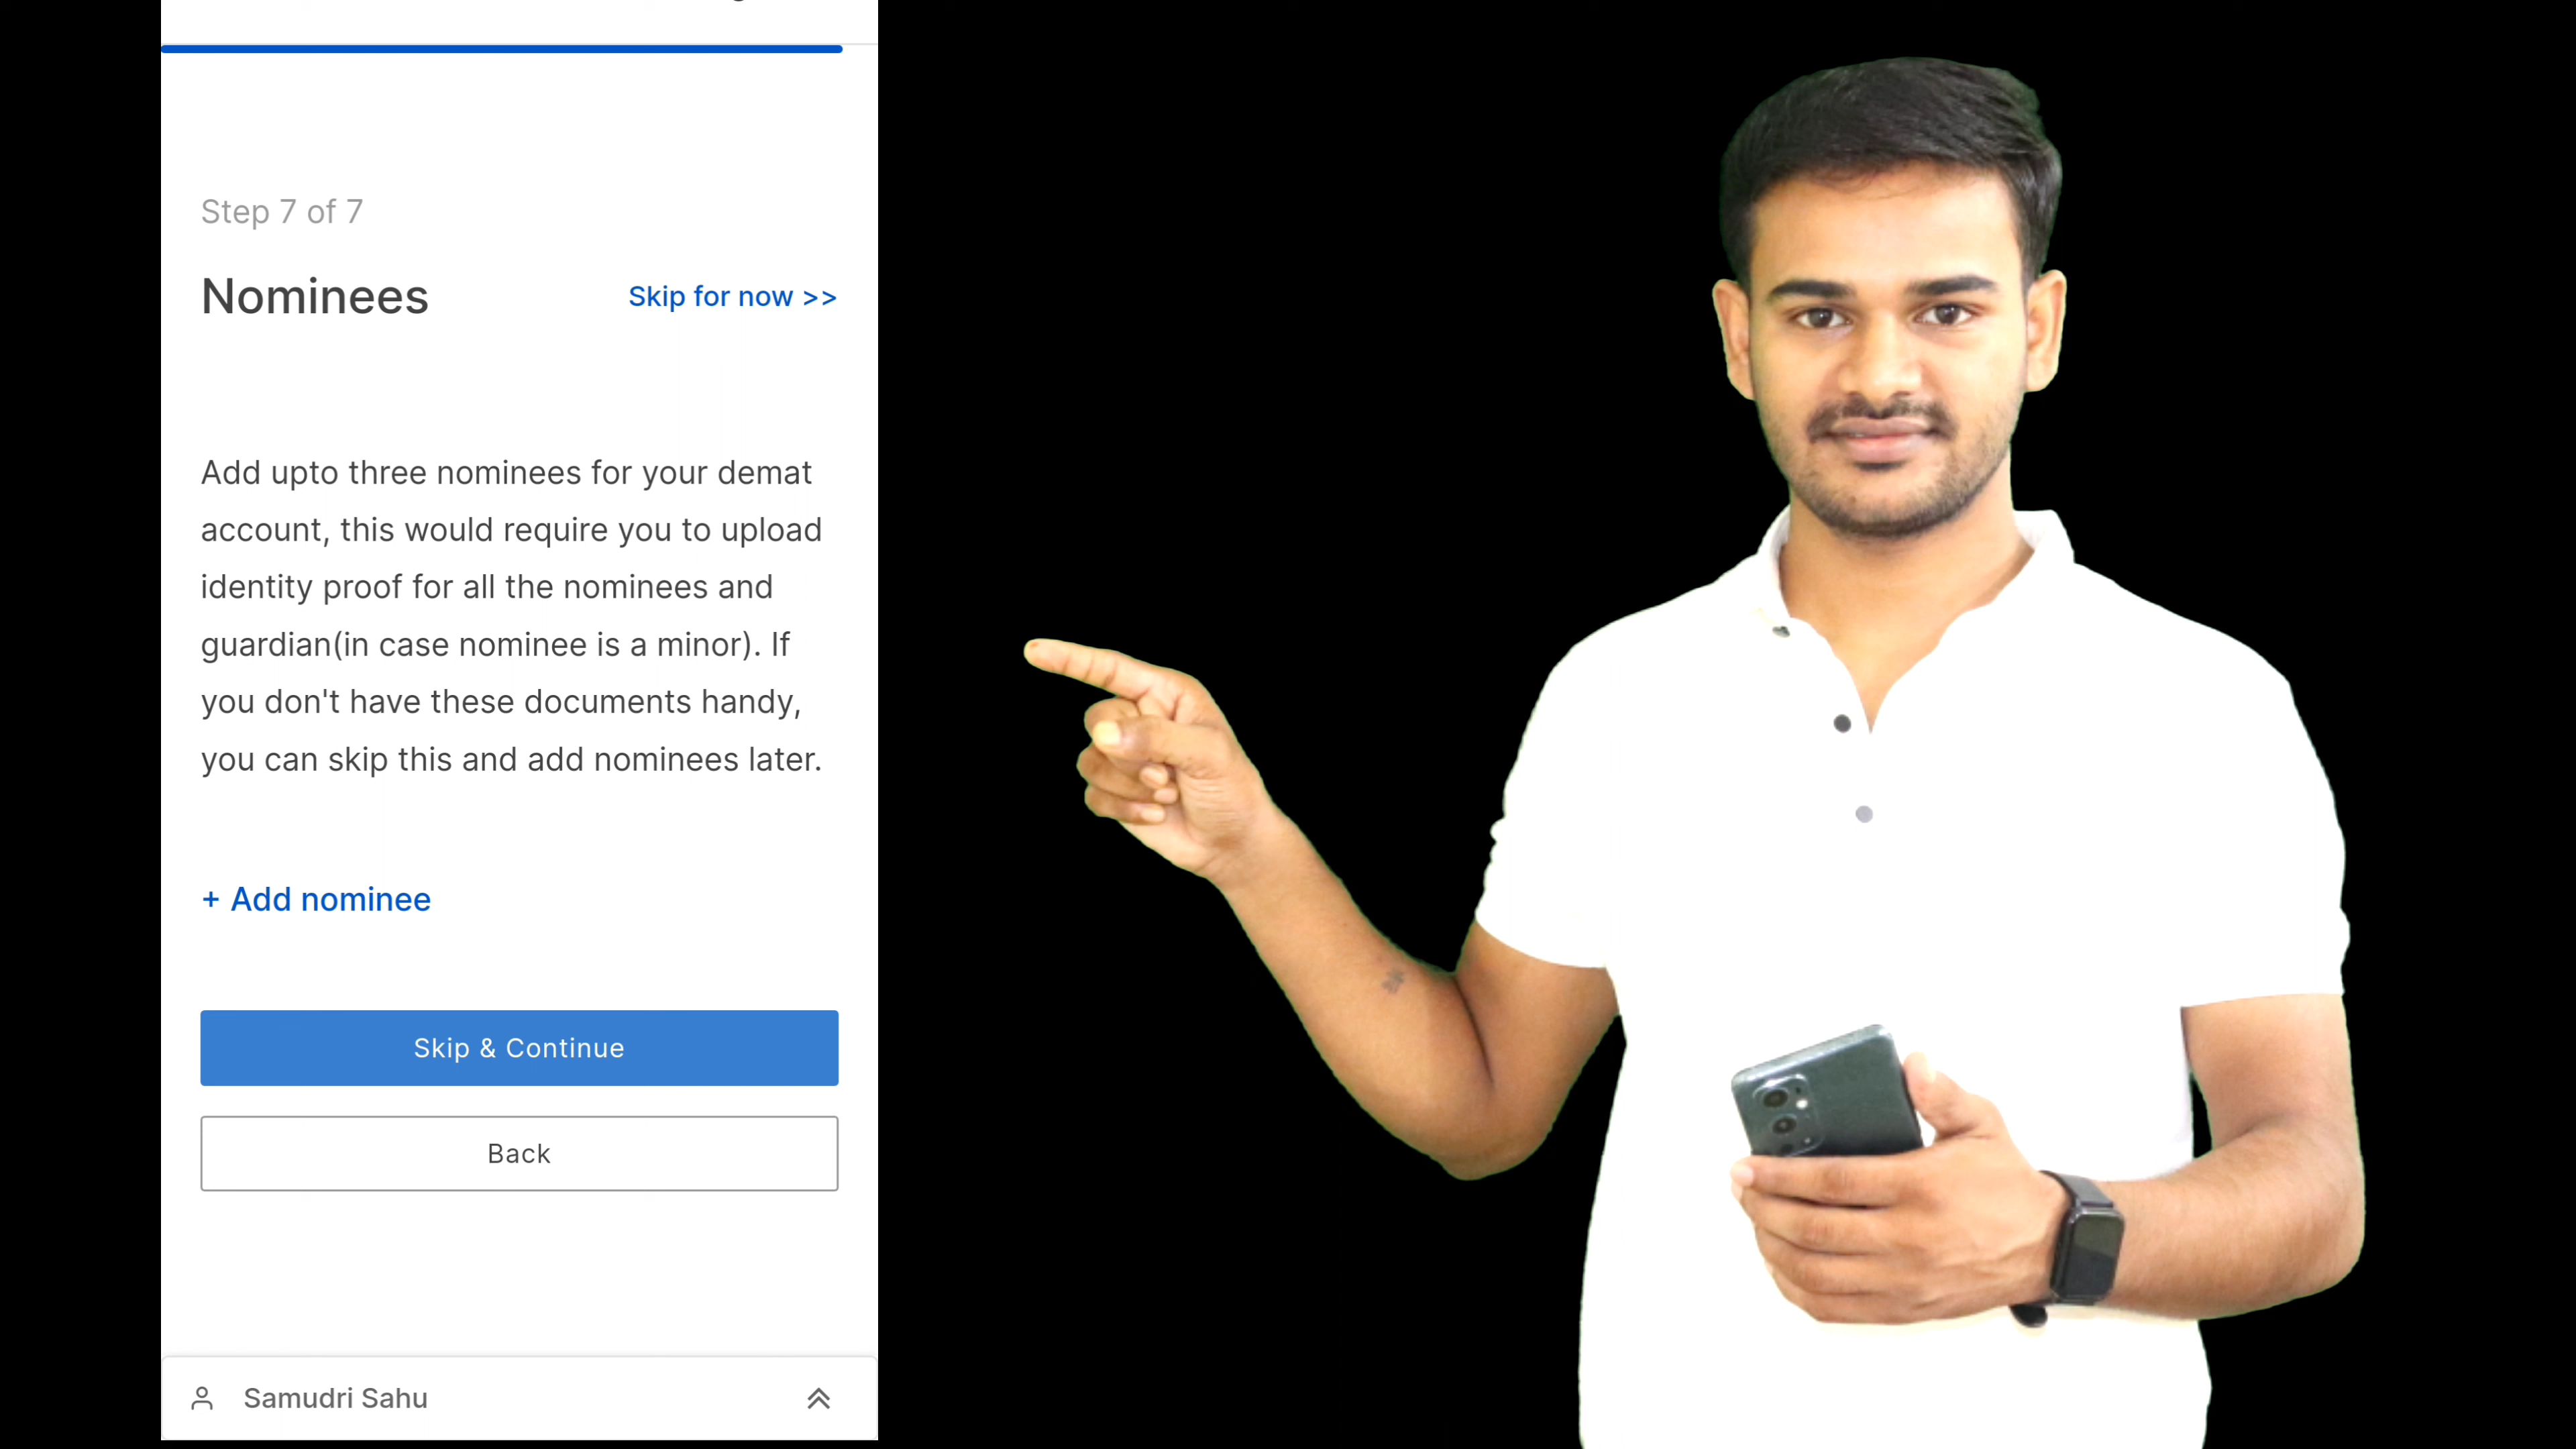 Step 7 of 7
Nominees
Skip for now >>
Add upto three nominees for your demat
account, this would require you to upload
identity proof for all the nominees and
guardian(in case nominee is a minor). If
you don't have these documents handy,
you can skip this and add nominees later.
+ Add nominee
Skip & Continue
Back
Samudri Sahu